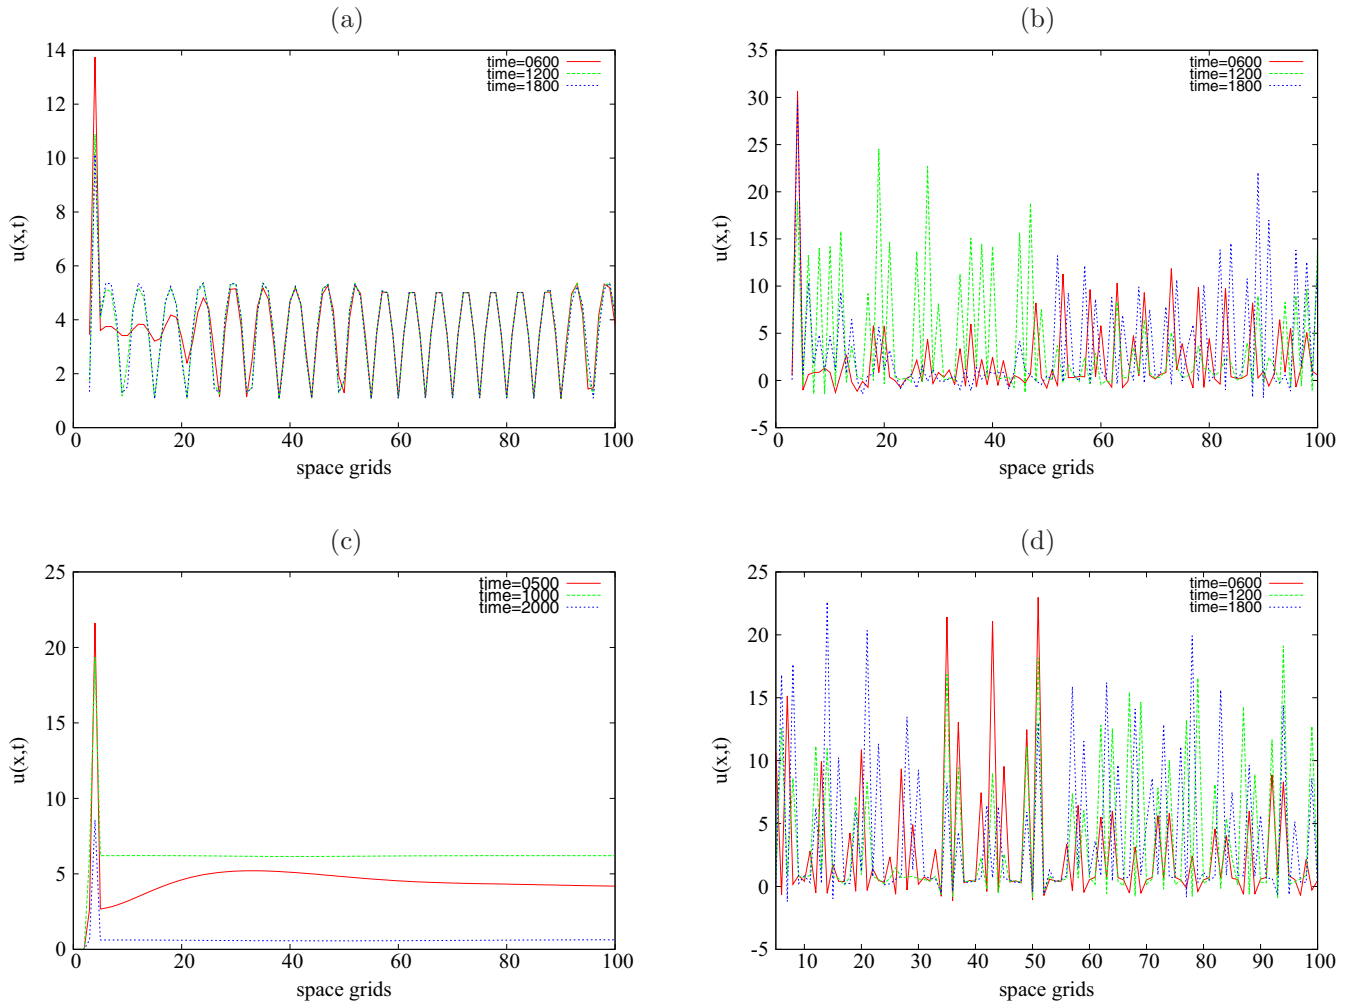 (a)
14
12
10
8
6
4
2
0
0 20 40 60 80 100
u(x,t)
space grids
time=0600
time=1200
time=1800
(b)
35
30
25
20
15
10
5
0
-5
0 20 40 60 80 100
u(x,t)
space grids
time=0600
time=1200
time=1800
(c)
25
20
15
10
5
0
0 20 40 60 80 100
u(x,t)
space grids
time=0500
time=1000
time=2000
(d)
25
20
15
10
5
0
-5
10 20 30 40 50 60 70 80 90 100
u(x,t)
space grids
time=0600
time=1200
time=1800